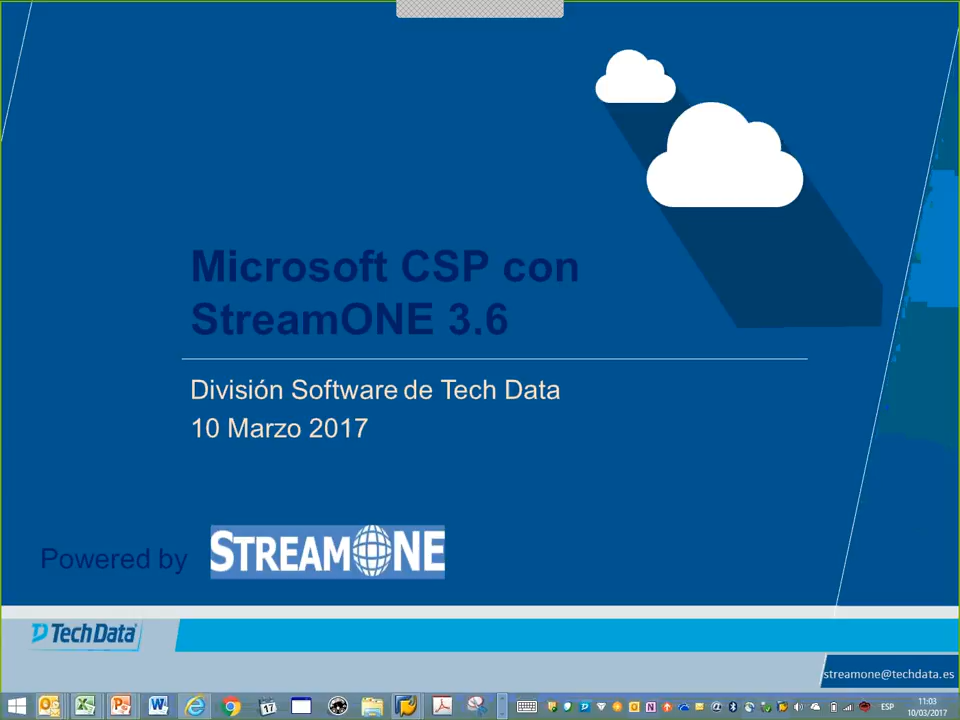 Microsoft CSP con
StreamONE 3.6
División Software de Tech Data
10 Marzo 2017
Powered by
STREAMONE
Tech Data
streamone@techdata.es
17
ESP
11:03
10/03/2017